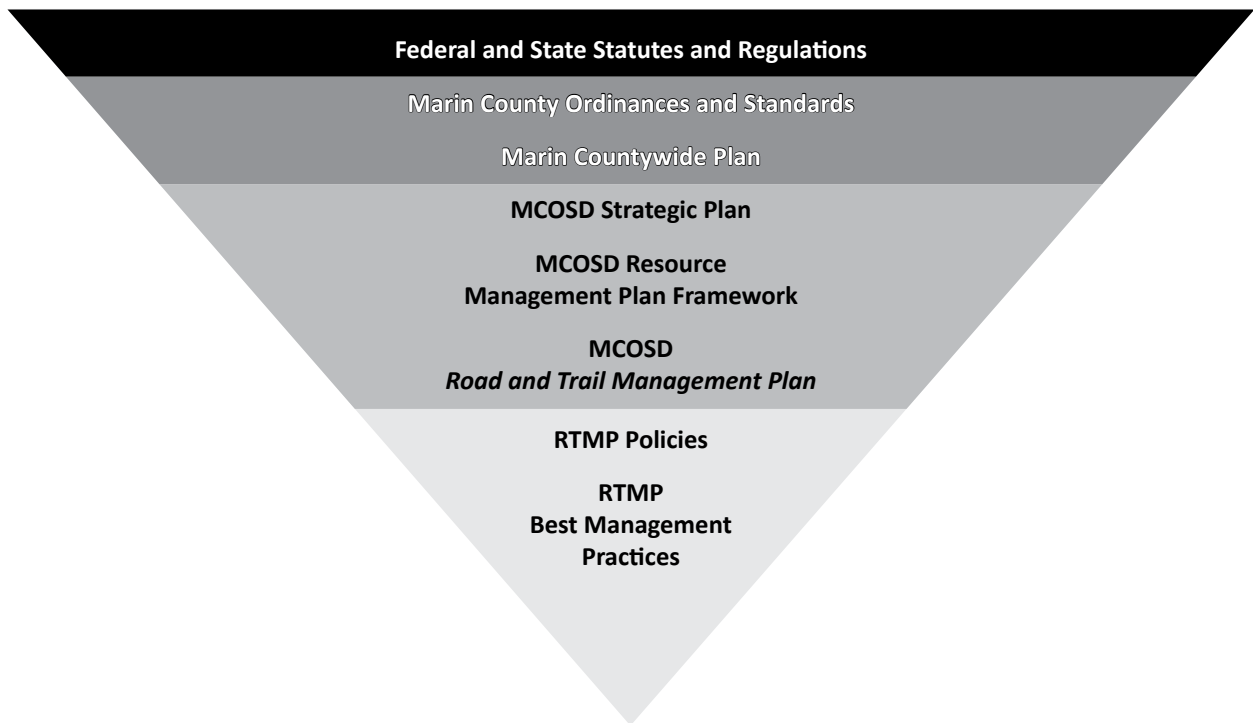 Federal and State Statutes and Regulations
Marin County Ordinances and Standards
Marin Countywide Plan
MCOSD Strategic Plan
MCOSD Resource
Management Plan Framework
MCOSD
Road and Trail Management Plan
RTMP Policies
RTMP
Best Management
Practices